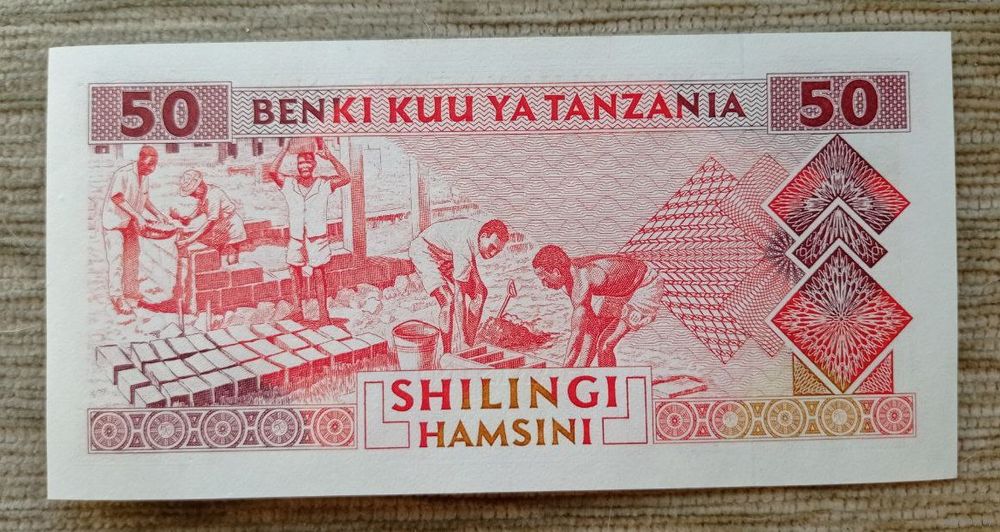 50 BENKI KUU YA TANZANIA 50
SHILINGI
HAMSINI